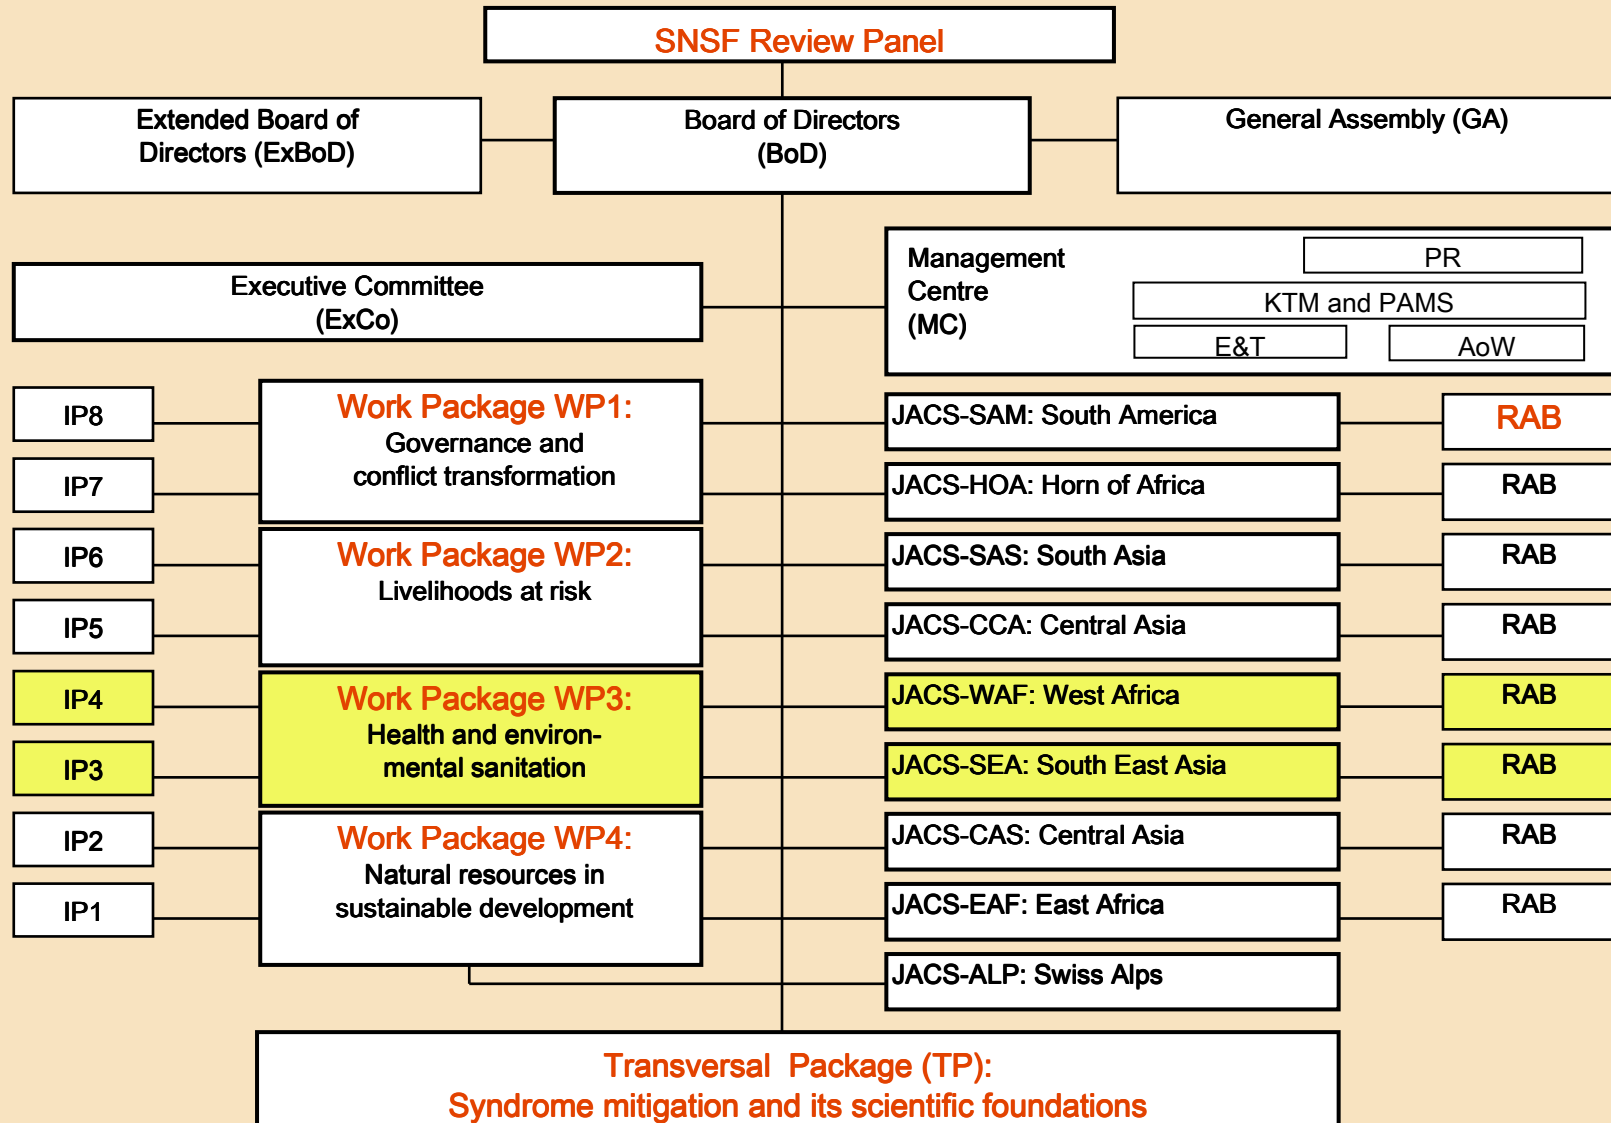 SNSF Review Panel
Extended Board of
Directors (ExBoD)
Board of Directors
(BoD)
General Assembly (GA)
Executive Committee
(ExCo)
Management
Centre
(MC)
PR
KTM and PAMS
E&T
AoW
IP8
IP7
IP6
IP5
IP4
IP3
IP2
IP1
Work Package WP1:
Governance and
conflict transformation
Work Package WP2:
Livelihoods at risk
Work Package WP3:
Health and environ-
mental sanitation
Work Package WP4:
Natural resources in
sustainable development
JACS-SAM: South America
JACS-HOA: Horn of Africa
JACS-SAS: South Asia
JACS-CCA: Central Asia
JACS-WAF: West Africa
JACS-SEA: South East Asia
JACS-CAS: Central Asia
JACS-EAF: East Africa
JACS-ALP: Swiss Alps
RAB
RAB
RAB
RAB
RAB
RAB
RAB
RAB
Transversal Package (TP):
Syndrome mitigation and its scientific foundations